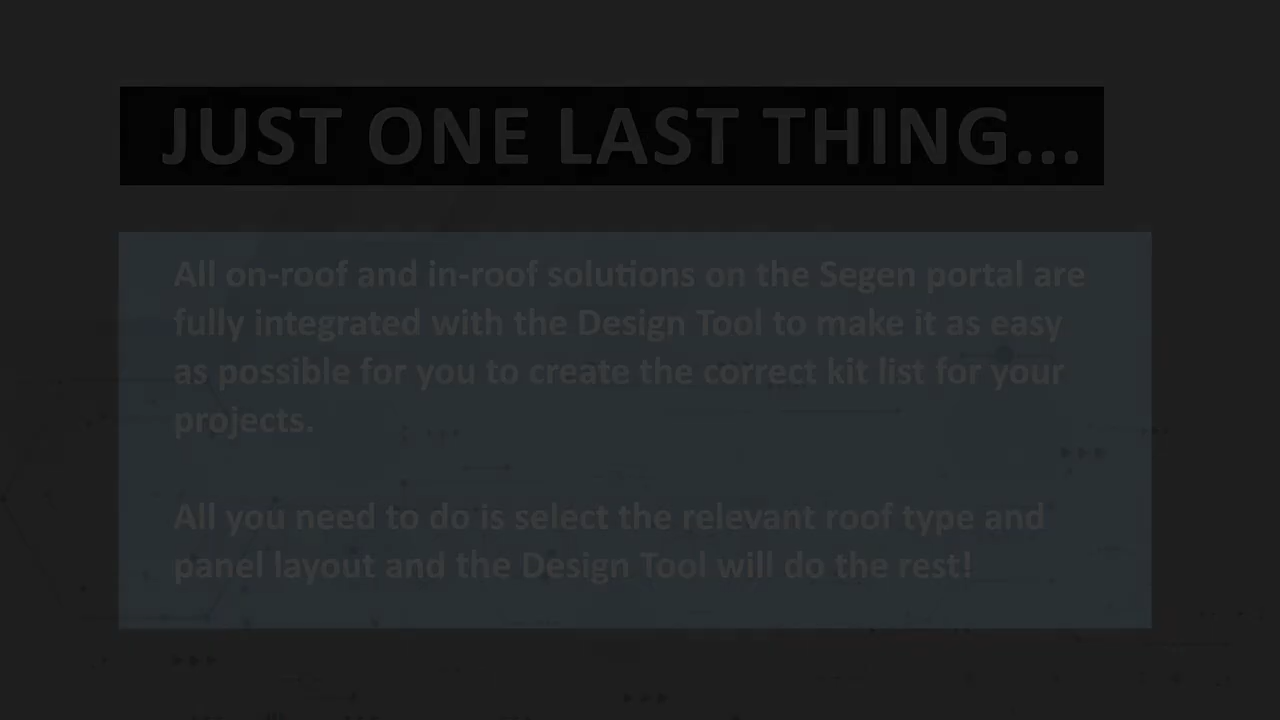 JUST ONE LAST THING...
All on-roof and in-roof solutions on the Segen portal are
fully integrated with the Design Tool to make it as easy
as possible for you to create the correct kit list for your
projects.
All you need to do is select the relevant roof type and
panel layout and the Design Tool will do the rest!